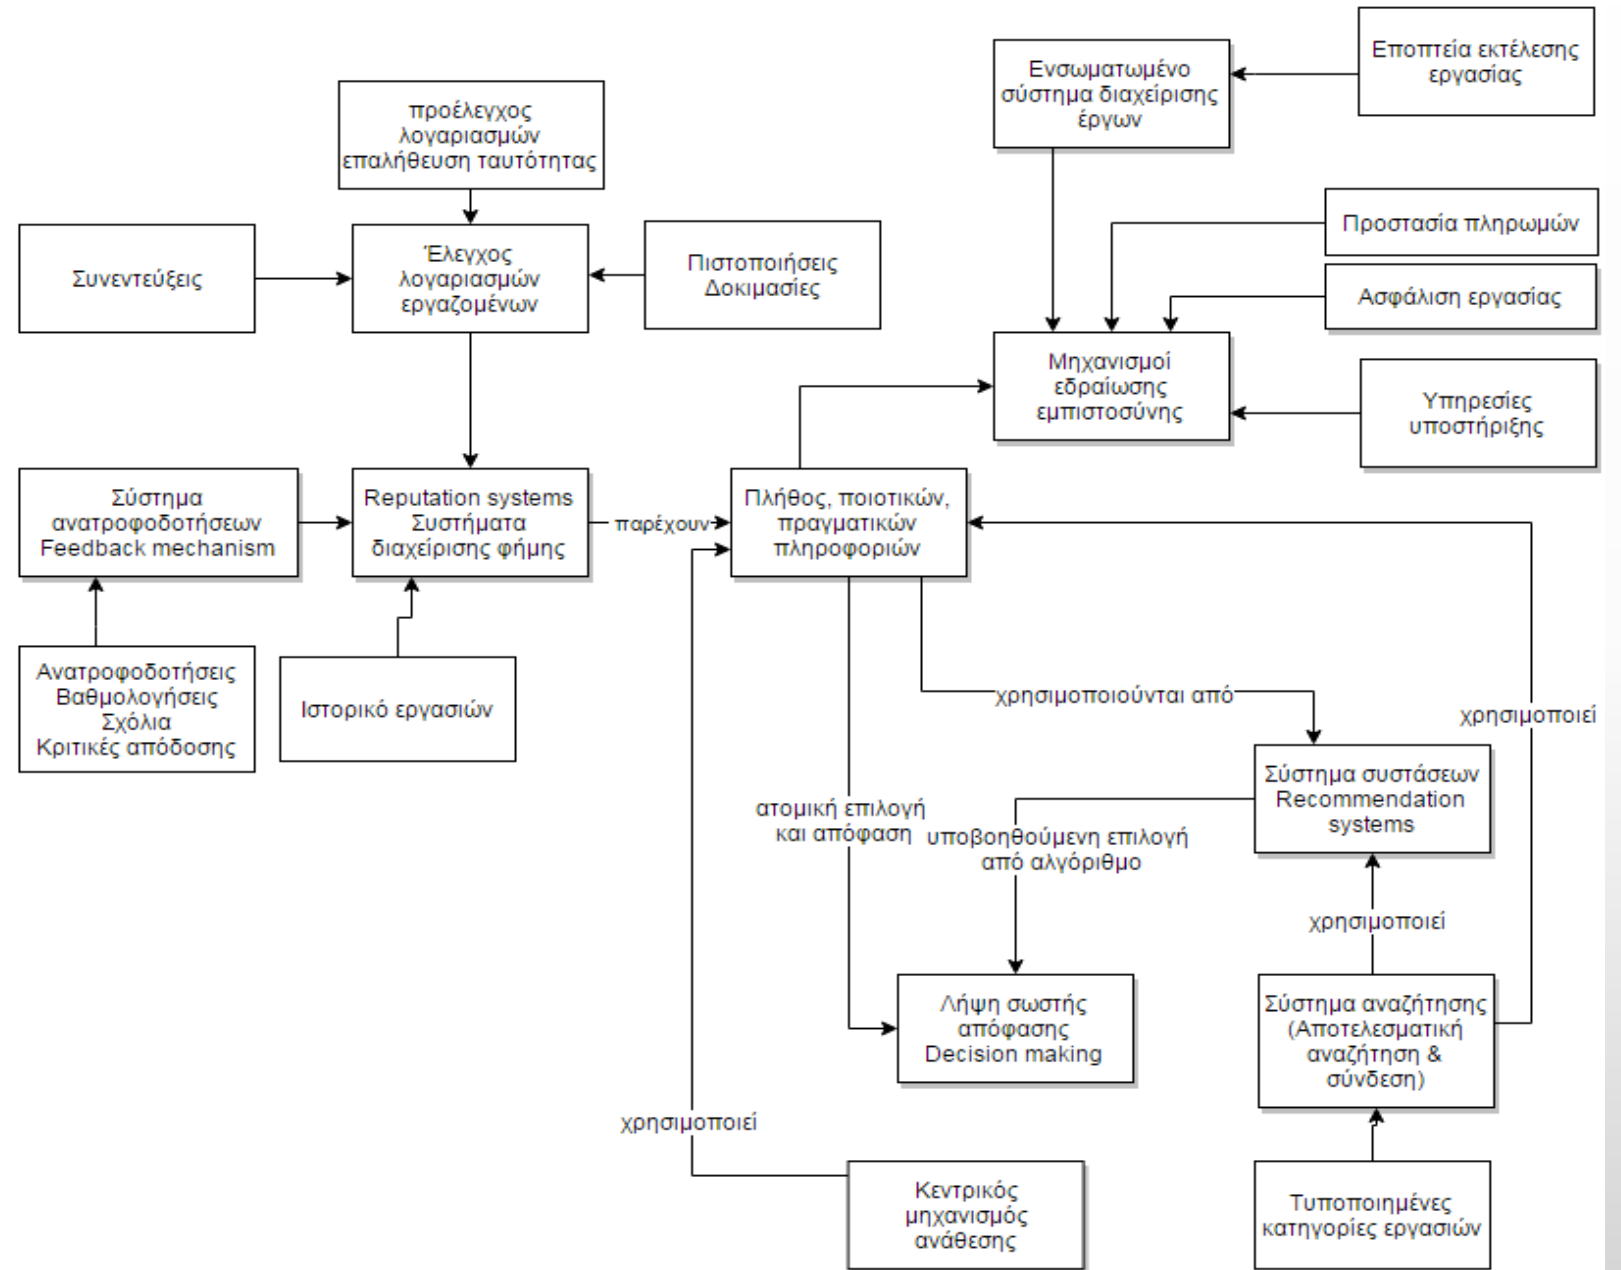 Εποπτεία εκτέλεσης
εργασίας
Ενσωματωμένο
σύστημα διαχείρισης
έργων
προέλεγχος
λογαριασμών
επαλήθευση ταυτότητας
Προστασία πληρωμών
Συνεντεύξεις
Έλεγχος
λογαριασμών
εργαζομένων
Πιστοποιήσεις
Δοκιμασίες
Ασφάλιση εργασίας
Μηχανισμοί
εδραίωσης
εμπιστοσύνης
Υπηρεσίες
υποστήριξης
Σύστημα
ανατροφοδοτήσεων
Feedback mechanism
Reputation systems
Συστήματα
διαχείρισης φήμης
παρέχουν
Πλήθος, ποιοτικών,
πραγματικών
πληροφοριών
Ανατροφοδοτήσεις
Βαθμολογήσεις
Σχόλια
Κριτικές απόδοσης
Ιστορικό εργασιών
χρησιμοποιούνται από
χρησιμοποιεί
Σύστημα συστάσεων
Recommendation
systems
ατομική επιλογή
και απόφαση
υποβοηθούμενη επιλογή
από αλγόριθμο
χρησιμοποιεί
Λήψη σωστής
απόφασης
Decision making
Σύστημα αναζήτησης
(Αποτελεσματική
αναζήτηση &
σύνδεση)
χρησιμοποιεί
Κεντρικός
μηχανισμός
ανάθεσης
Τυποποιημένες
κατηγορίες εργασιών